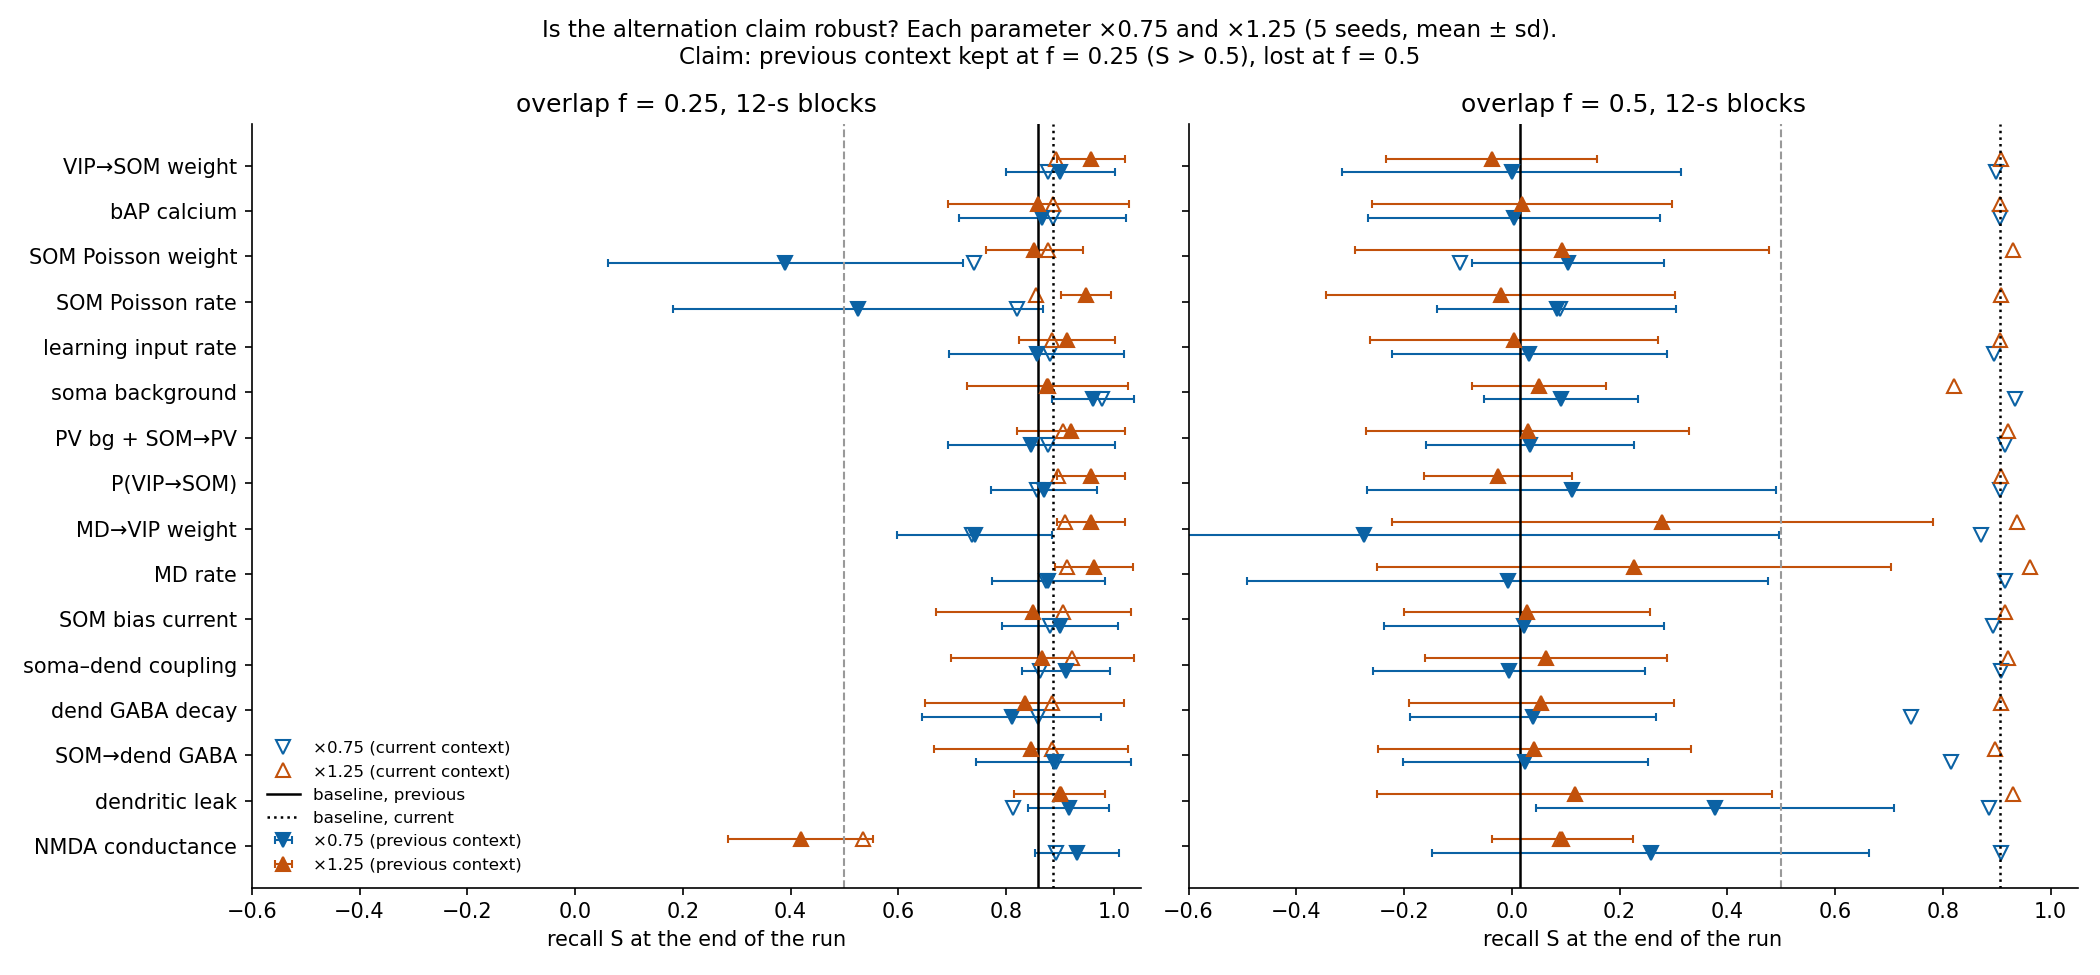 Is the alternation claim robust? Each parameter ×0.75 and ×1.25 (5 seeds, mean ± sd).
Claim: previous context kept at f = 0.25 (S > 0.5), lost at f = 0.5
overlap f = 0.25, 12-s blocks
overlap f = 0.5, 12-s blocks
VIP→SOM weight
bAP calcium
SOM Poisson weight
SOM Poisson rate
learning input rate
soma background
PV bg + SOM→PV
P(VIP→SOM)
MD→VIP weight
MD rate
SOM bias current
soma–dend coupling
dend GABA decay
SOM→dend GABA
dendritic leak
NMDA conductance
×0.75 (current context)
×1.25 (current context)
baseline, previous
baseline, current
×0.75 (previous context)
×1.25 (previous context)
−0.6 −0.4 −0.2 0.0 0.2 0.4 0.6 0.8 1.0
−0.6 −0.4 −0.2 0.0 0.2 0.4 0.6 0.8 1.0
recall S at the end of the run
recall S at the end of the run